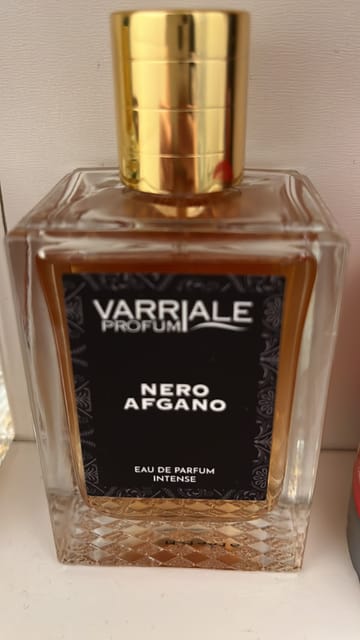 VARRIALE
PROFUMI
NERO
AFGANO
EAU DE PARFUM
INTENSE